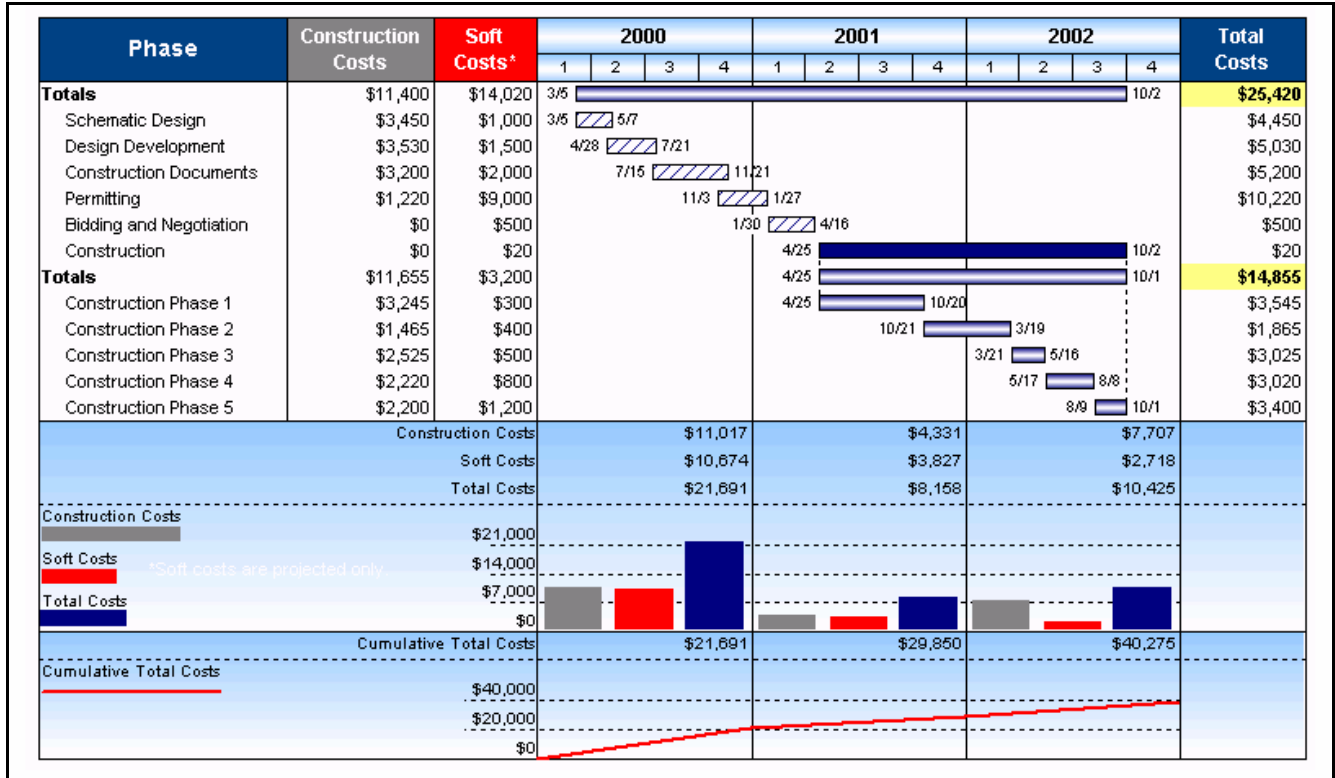 Phase Construction Costs Soft Costs* 2000 2001 2002 Total Costs
1 2 3 4 1 2 3 4 1 2 3 4
Totals $11,400 $14,020 3/5 10/2 $25,420
Schematic Design $3,450 $1,000 3/5 5/7 $4,450
Design Development $3,530 $1,500 4/28 7/21 $5,030
Construction Documents $3,200 $2,000 7/15 11/21 $5,200
Permitting $1,220 $9,000 11/3 1/27 $10,220
Bidding and Negotiation $0 $500 1/30 4/16 $500
Construction $0 $20 4/25 10/2 $20
Totals $11,655 $3,200 4/25 10/1 $14,855
Construction Phase 1 $3,245 $300 4/25 10/20 $3,545
Construction Phase 2 $1,465 $400 10/21 3/19 $1,865
Construction Phase 3 $2,525 $500 3/21 5/16 $3,025
Construction Phase 4 $2,220 $800 5/17 8/8 $3,020
Construction Phase 5 $2,200 $1,200 8/9 10/1 $3,400
Construction Costs $11,017 $4,331 $7,707
Soft Costs $10,674 $3,827 $2,718
Total Costs $21,691 $8,158 $10,425
Construction Costs
$21,000
Soft Costs
*Soft costs are projected only $14,000
$7,000
Total Costs
$0
Cumulative Total Costs $21,691 $29,850 $40,275
Cumulative Total Costs
$40,000
$20,000
$0